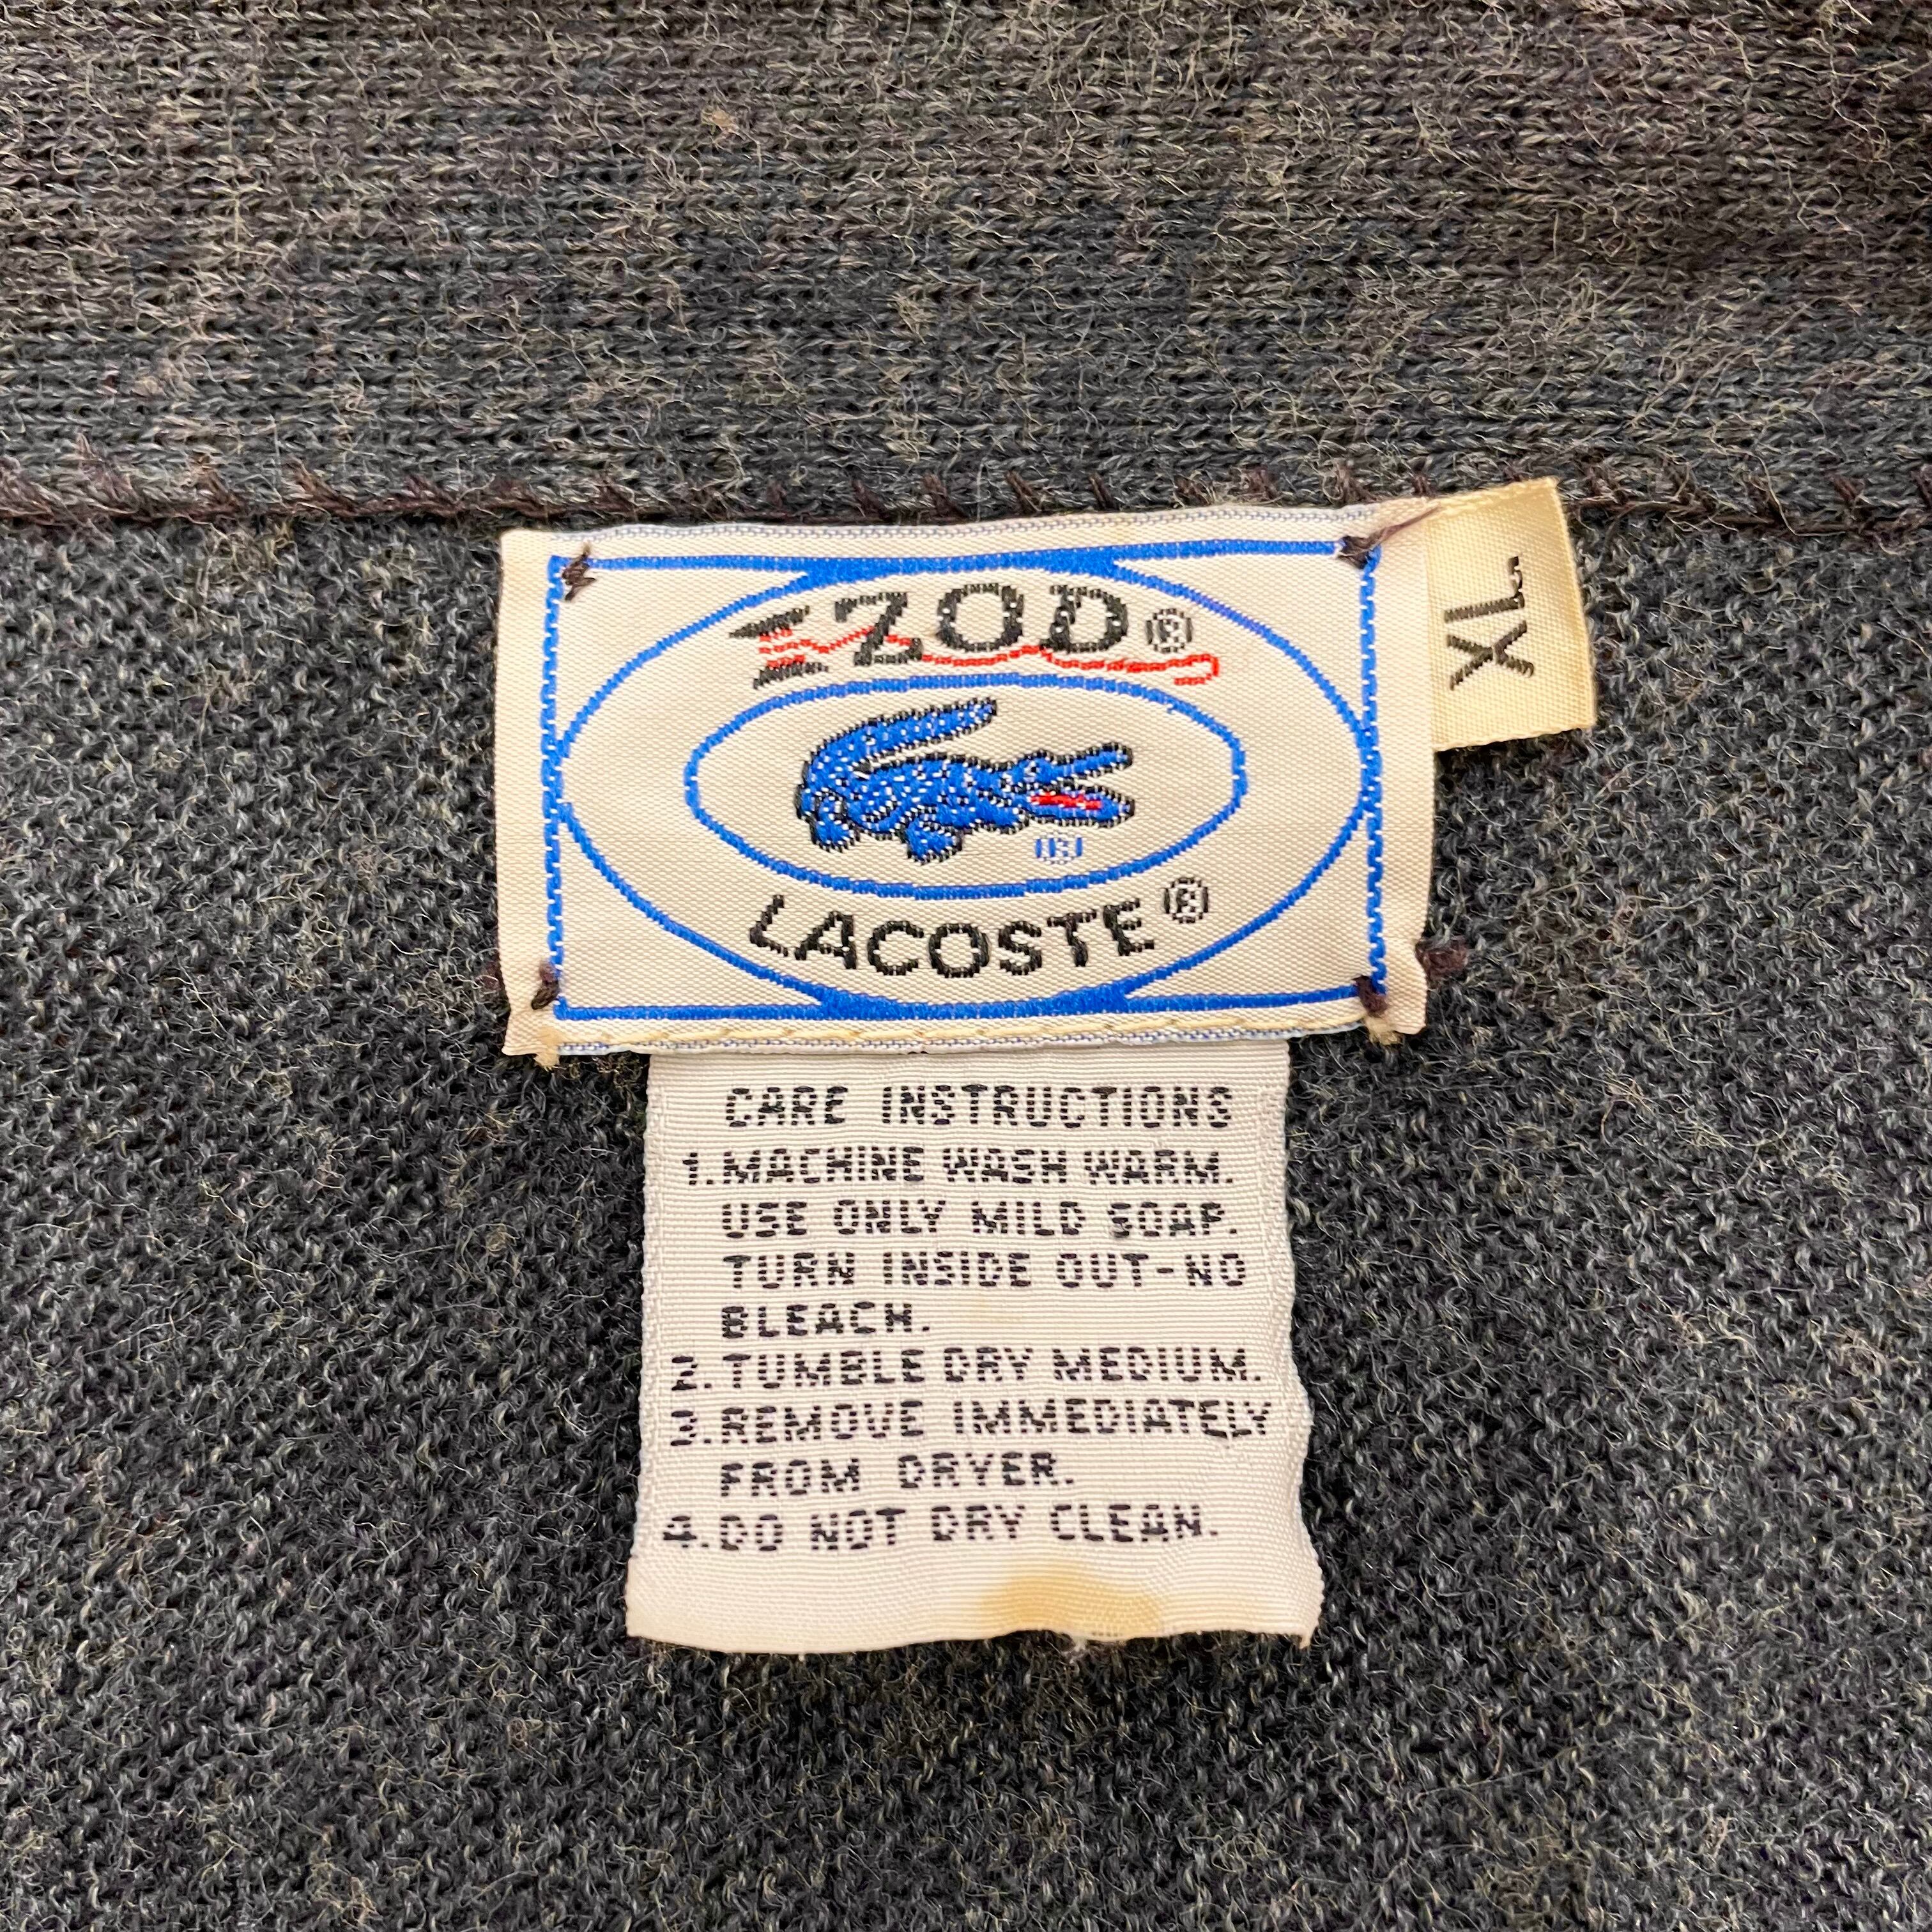 IZOD®
®
LACOSTE®
XL
CARE INSTRUCTIONS
1. MACHINE WASH WARM.
USE ONLY MILD SOAP.
TURN INSIDE OUT-NO
BLEACH.
2. TUMBLE DRY MEDIUM.
3. REMOVE IMMEDIATELY
FROM DRYER.
4. DO NOT DRY CLEAN.